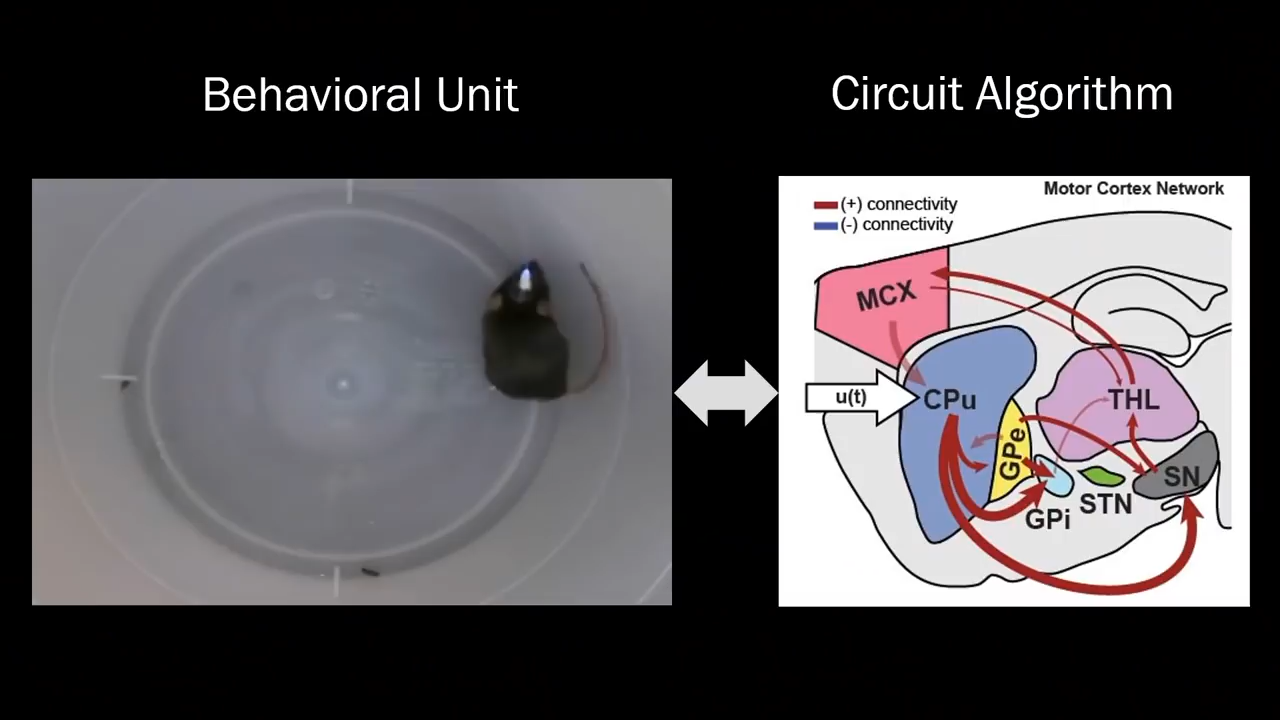 Behavioral Unit
Circuit Algorithm
Motor Cortex Network
(+) connectivity
(-) connectivity
MCX
u(t)
CPu
THL
GPe
SN
STN
GPi